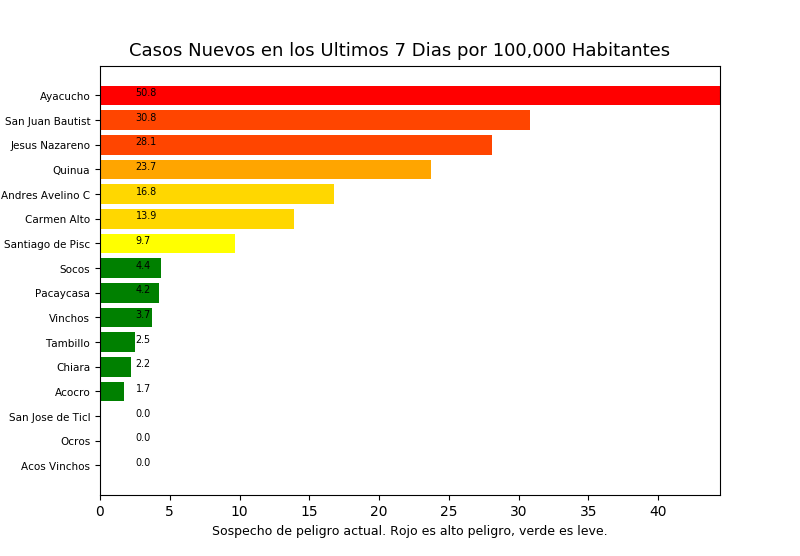 Casos Nuevos en los Ultimos 7 Dias por 100,000 Habitantes
Ayacucho 50.8
San Juan Bautist 30.8
Jesus Nazareno 28.1
Quinua 23.7
Andres Avelino C 16.8
Carmen Alto 13.9
Santiago de Pisc 9.7
Socos 4.4
Pacaycasa 4.2
Vinchos 3.7
Tambillo 2.5
Chiara 2.2
Acocro 1.7
San Jose de Ticl 0.0
Ocros 0.0
Acos Vinchos 0.0
0 5 10 15 20 25 30 35 40
Sospecho de peligro actual. Rojo es alto peligro, verde es leve.